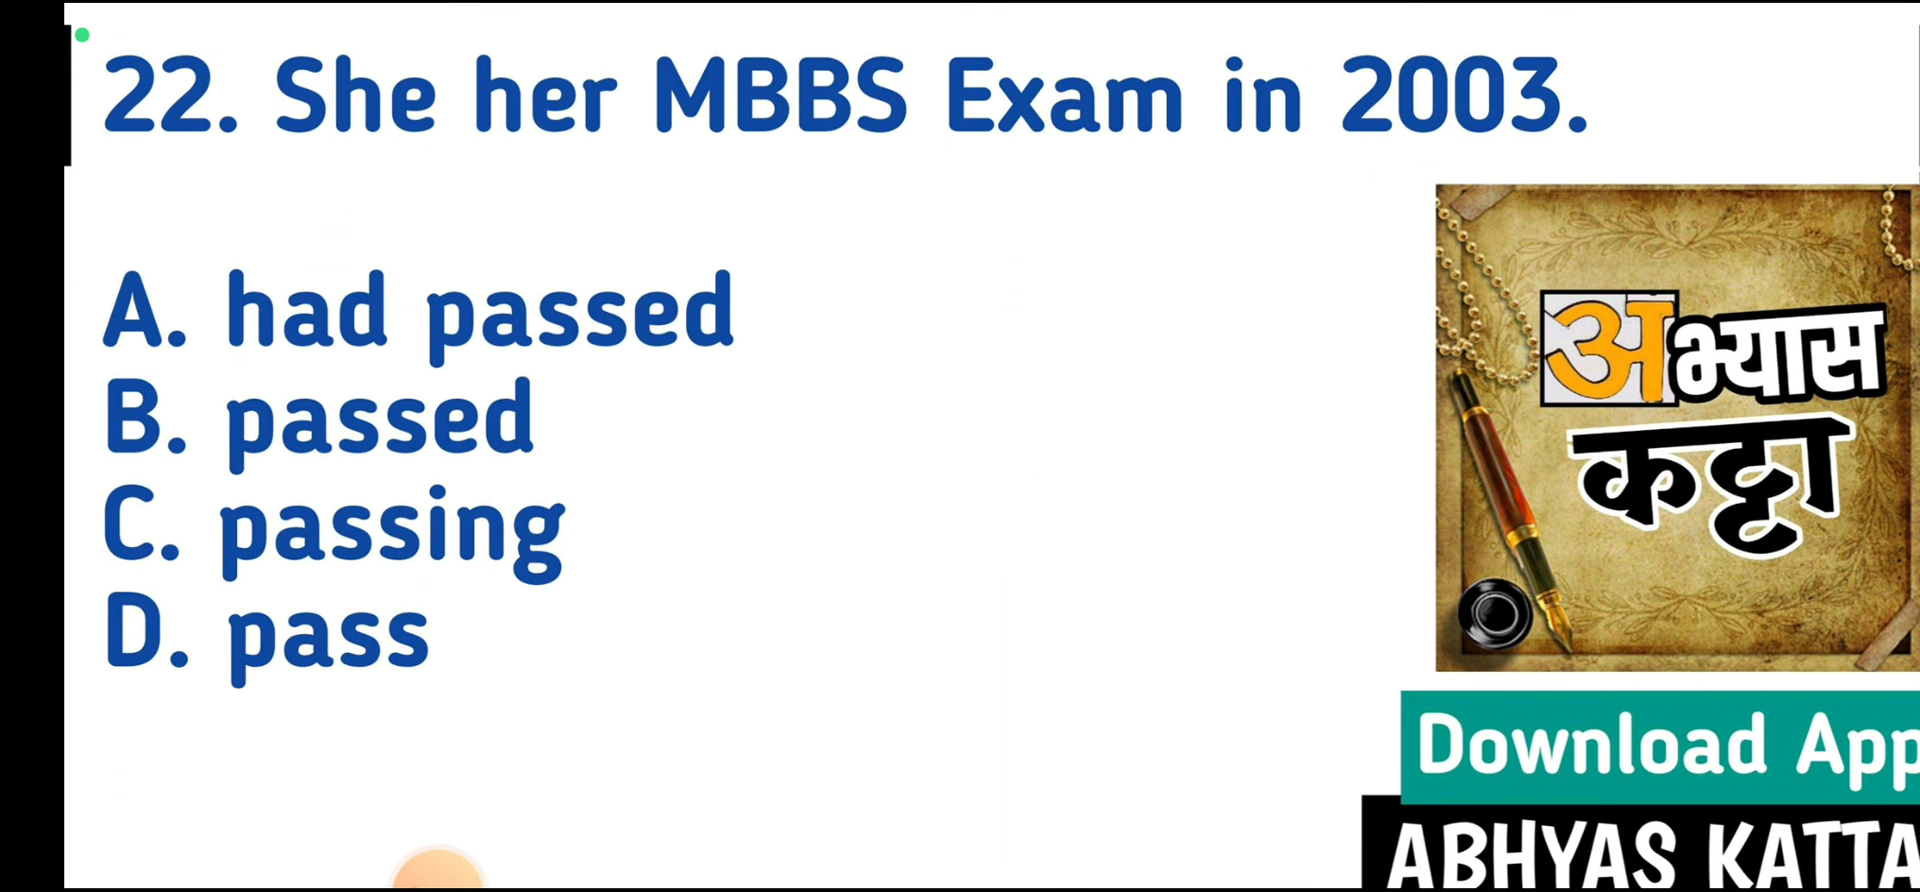 22. She her MBBS Exam in 2003.
A. had passed
B. passed
C. passing
D. pass
अभ्यास
कट्टा
Download App
ABHYAS KATTA